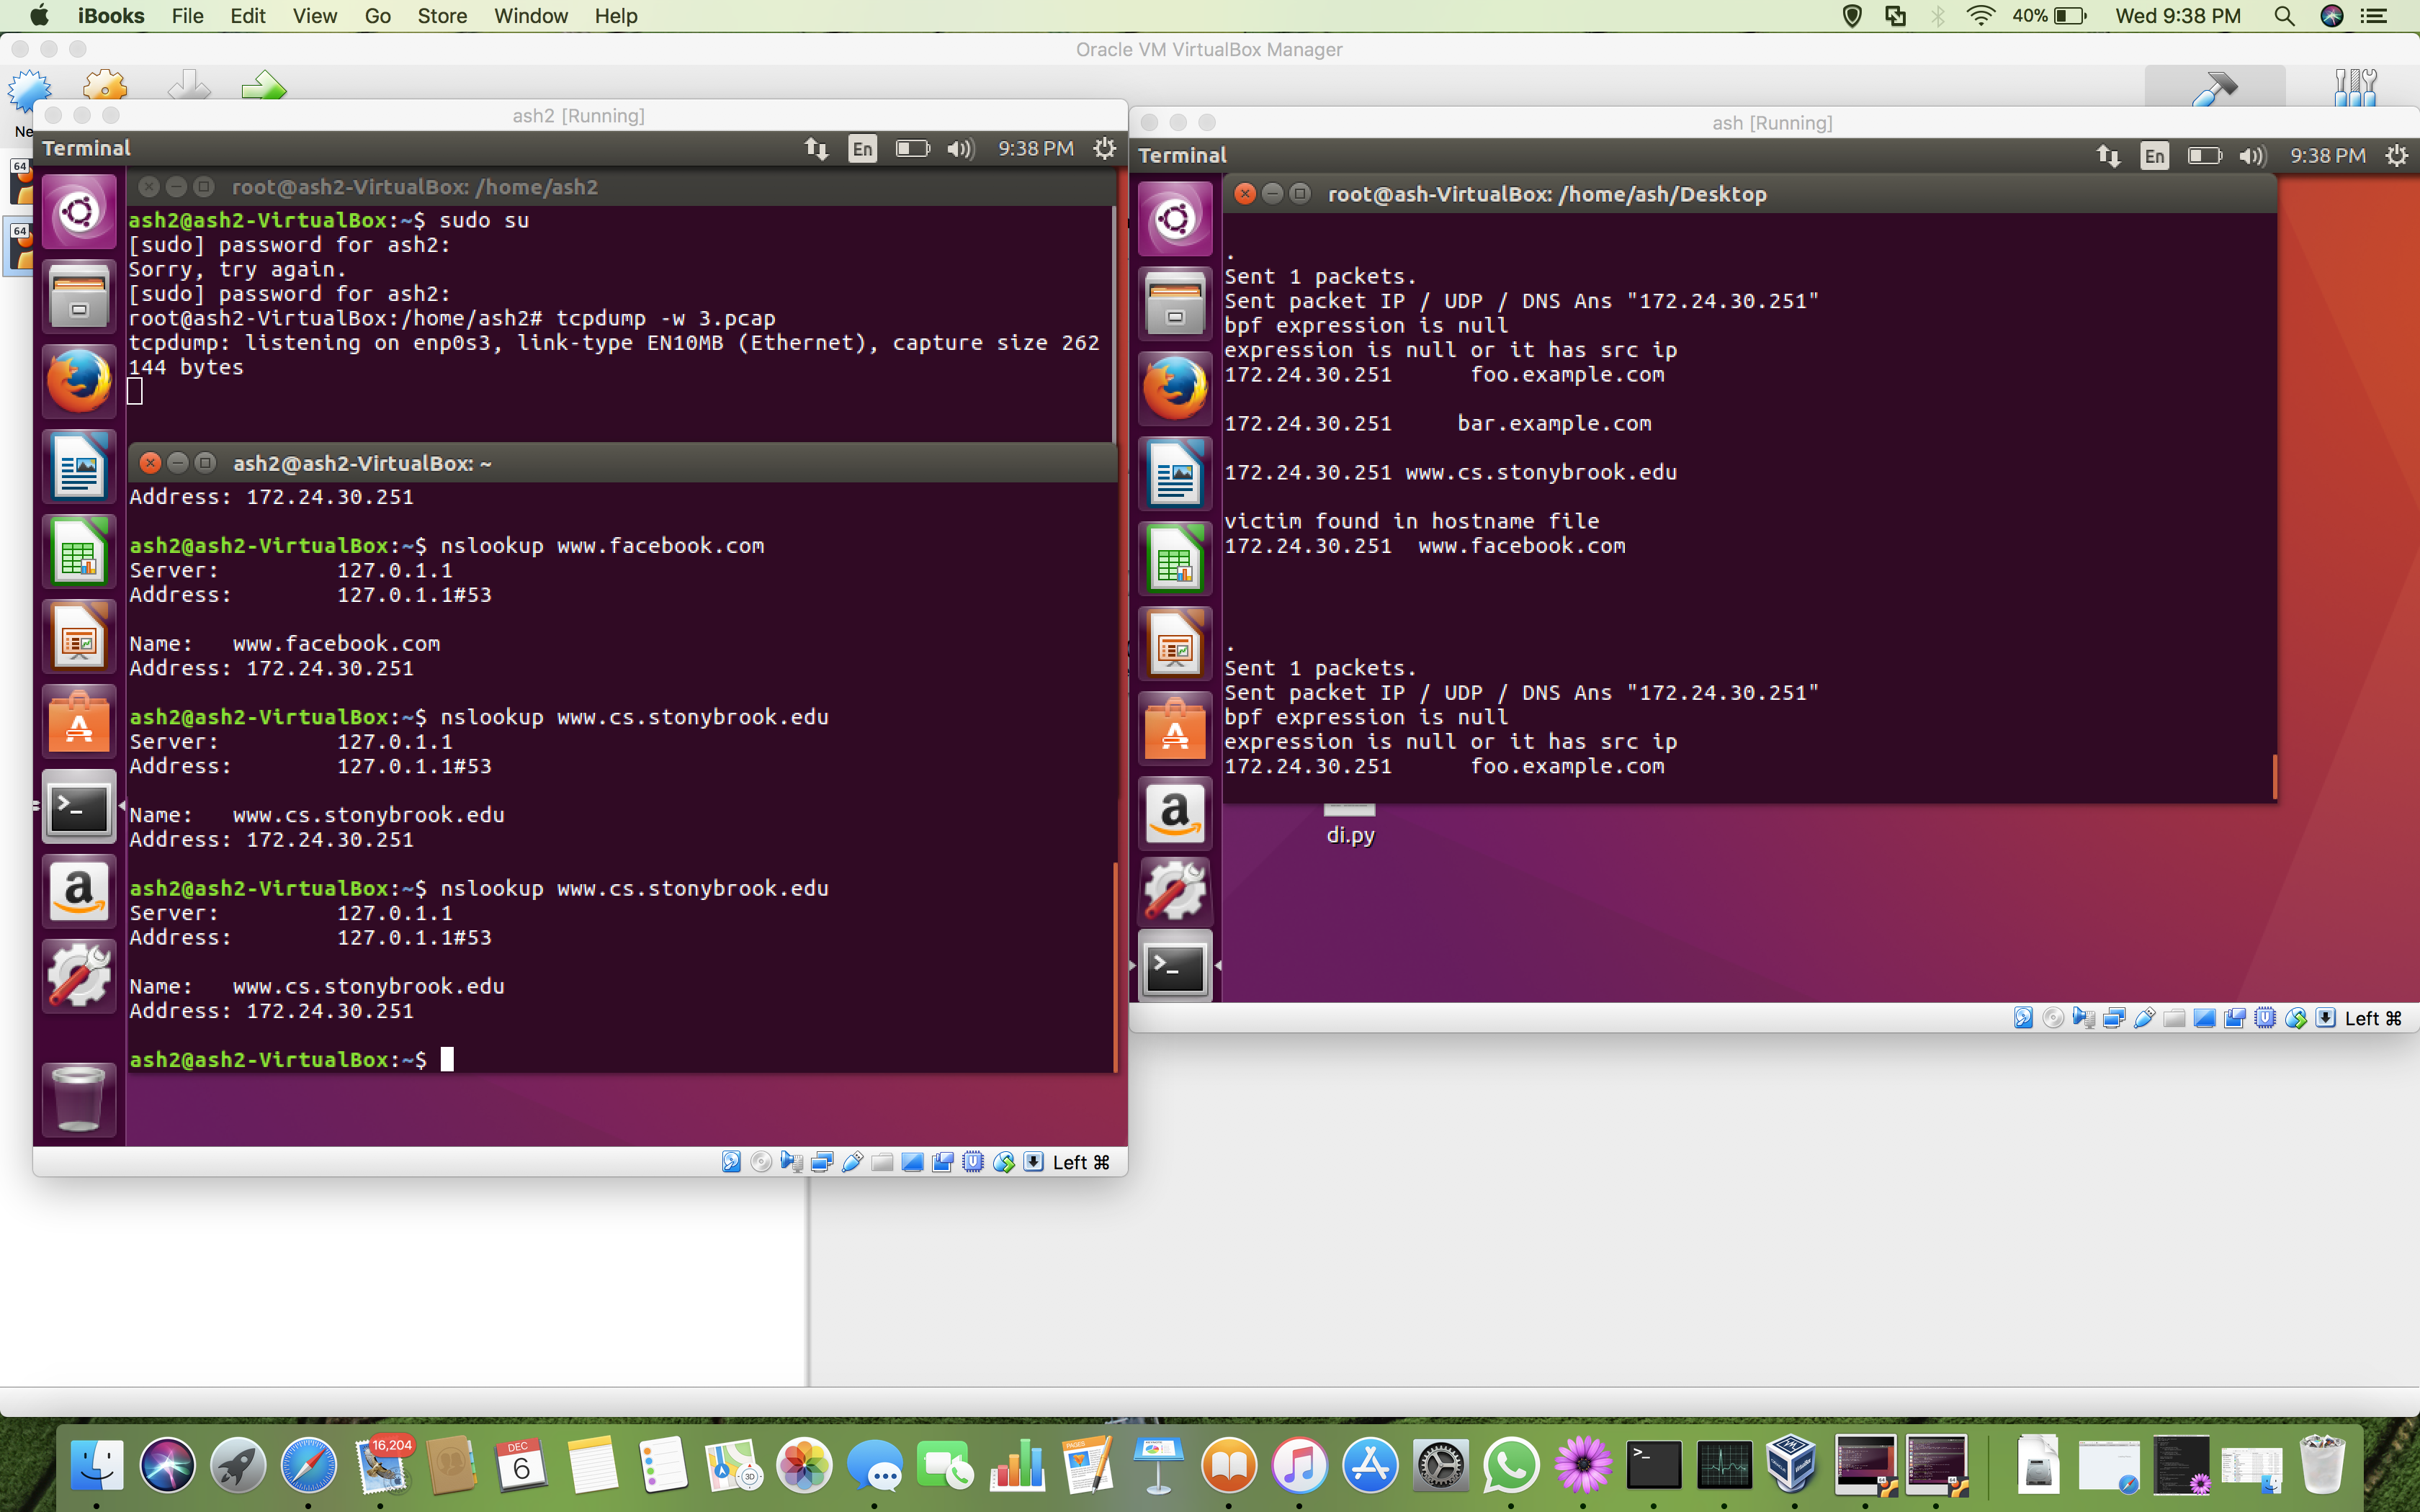 iBooks File Edit View Go Store Window Help 40% Wed 9:38 PM
Oracle VM VirtualBox Manager
Ne
64
64
ash2 [Running]
Terminal En 9:38 PM
root@ash2-VirtualBox: /home/ash2
ash2@ash2-VirtualBox:~$ sudo su
[sudo] password for ash2:
Sorry, try again.
[sudo] password for ash2:
root@ash2-VirtualBox:/home/ash2# tcpdump -w 3.pcap
tcpdump: listening on enp0s3, link-type EN10MB (Ethernet), capture size 262
144 bytes
ash2@ash2-VirtualBox: ~
Address: 172.24.30.251
ash2@ash2-VirtualBox:~$ nslookup www.facebook.com
Server: 127.0.1.1
Address: 127.0.1.1#53
Name: www.facebook.com
Address: 172.24.30.251
ash2@ash2-VirtualBox:~$ nslookup www.cs.stonybrook.edu
Server: 127.0.1.1
Address: 127.0.1.1#53
Name: www.cs.stonybrook.edu
Address: 172.24.30.251
ash2@ash2-VirtualBox:~$ nslookup www.cs.stonybrook.edu
Server: 127.0.1.1
Address: 127.0.1.1#53
Name: www.cs.stonybrook.edu
Address: 172.24.30.251
ash2@ash2-VirtualBox:~$
Left ⌘
ash [Running]
Terminal En 9:38 PM
root@ash-VirtualBox: /home/ash/Desktop
.
Sent 1 packets.
Sent packet IP / UDP / DNS Ans "172.24.30.251"
bpf expression is null
expression is null or it has src ip
172.24.30.251 foo.example.com
172.24.30.251 bar.example.com
172.24.30.251 www.cs.stonybrook.edu
victim found in hostname file
172.24.30.251 www.facebook.com
.
Sent 1 packets.
Sent packet IP / UDP / DNS Ans "172.24.30.251"
bpf expression is null
expression is null or it has src ip
172.24.30.251 foo.example.com
di.py
Left ⌘
16,204
DEC
6
3D
PAGES